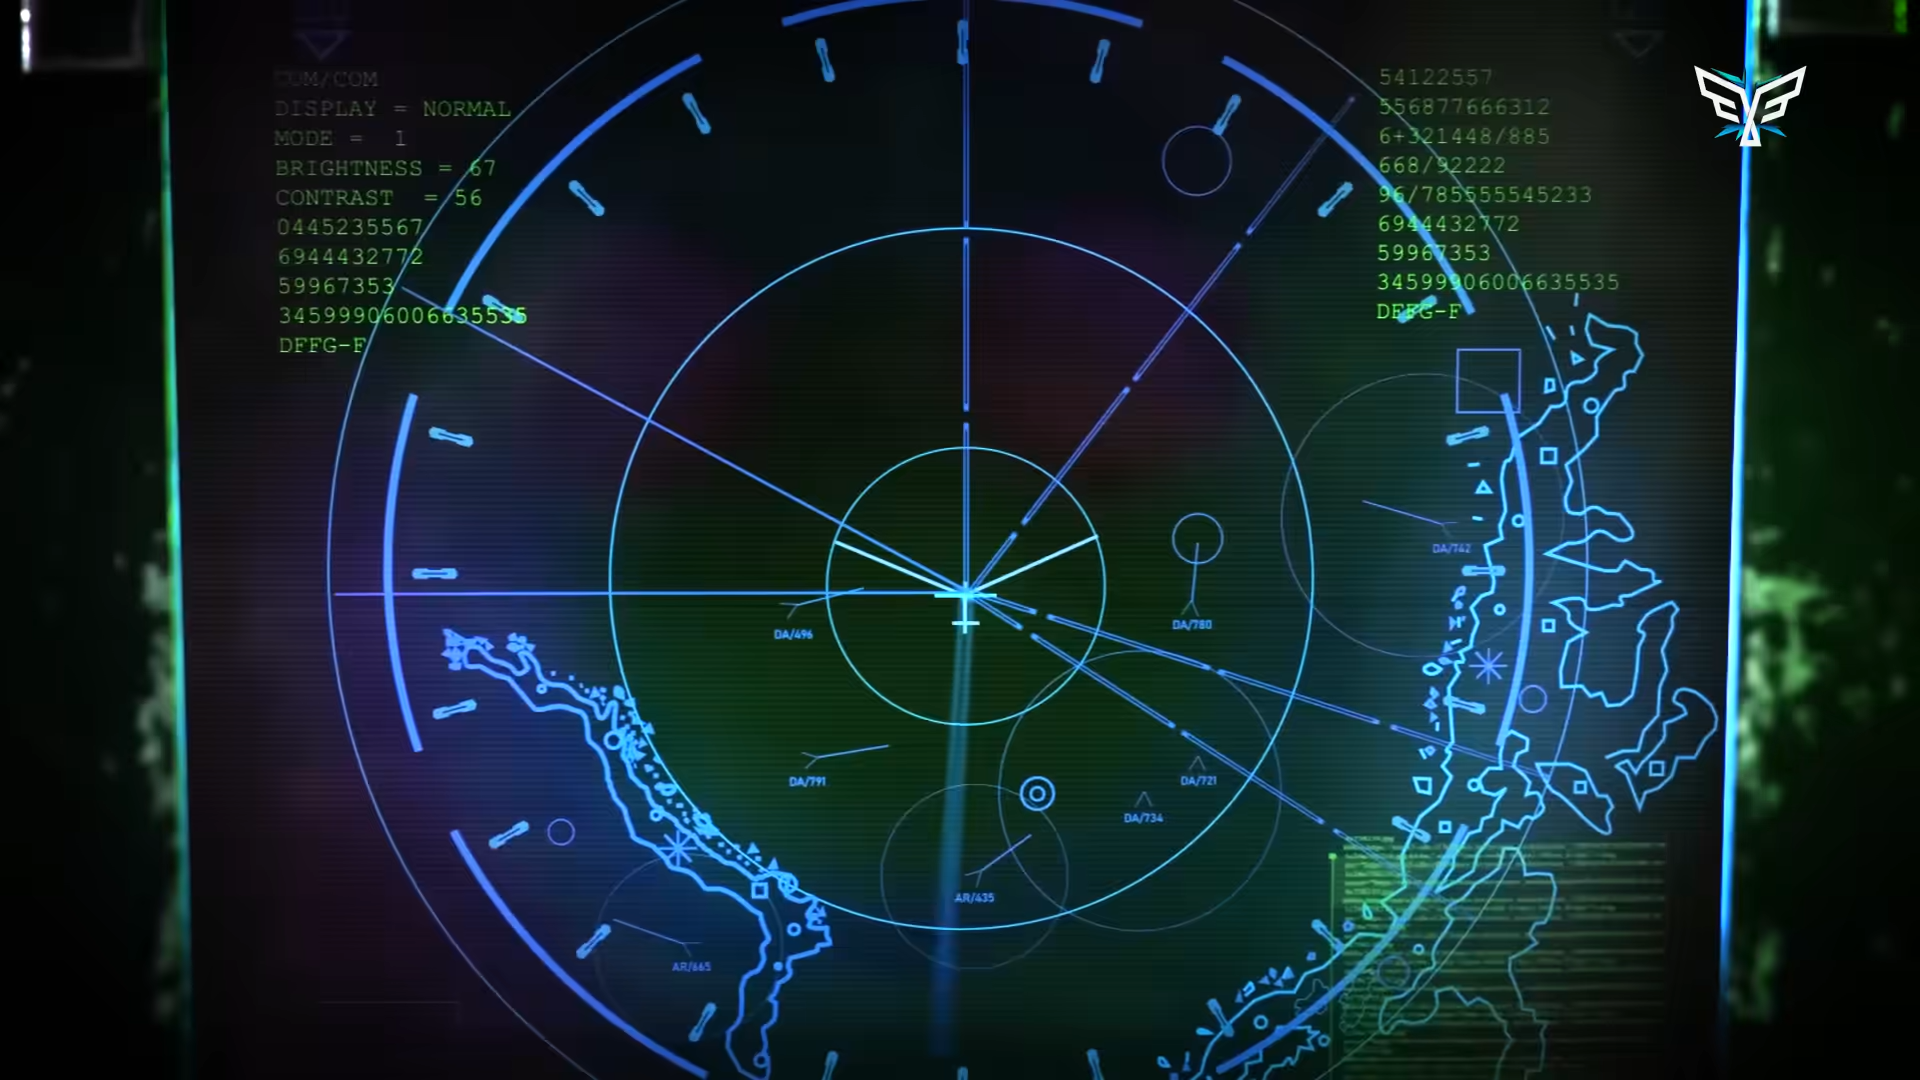 COM/COM
DISPLAY = NORMAL
MODE = 1
BRIGHTNESS = 67
CONTRAST = 56
0445235567
6944432772
59967353
34599906006635535
DFFG-F
54122557
556877666312
6+321448/885
668/92222
96/785555545233
6944432772
59967353
34599906006635535
DFFG-F
DA/742
DA/780
DA/496
DA/791
DA/721
DA/734
AR/435
AR/665